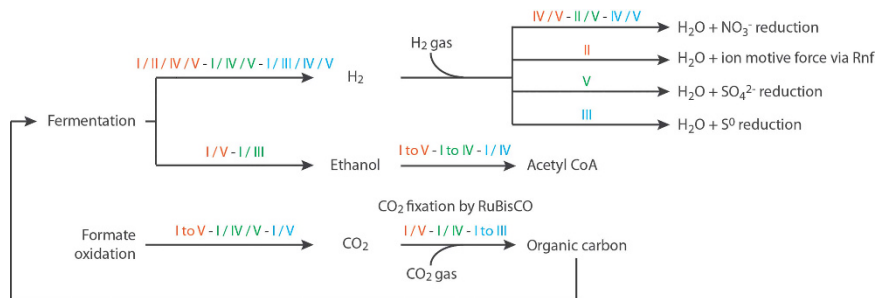 IV / V - II / V - IV / V
H₂O + NO₃⁻ reduction
H₂ gas
I / II / IV / V - I / IV / V - I / III / IV / V
II
H₂O + ion motive force via Rnf
H₂
V
H₂O + SO₄²⁻ reduction
Fermentation
III
H₂O + S⁰ reduction
I / V - I / III
Ethanol
I to V - I to IV - I / IV
Acetyl CoA
CO₂ fixation by RuBisCO
Formate
oxidation
I to V - I / IV / V - I / V
CO₂
I / V - I / IV - I to III
Organic carbon
CO₂ gas